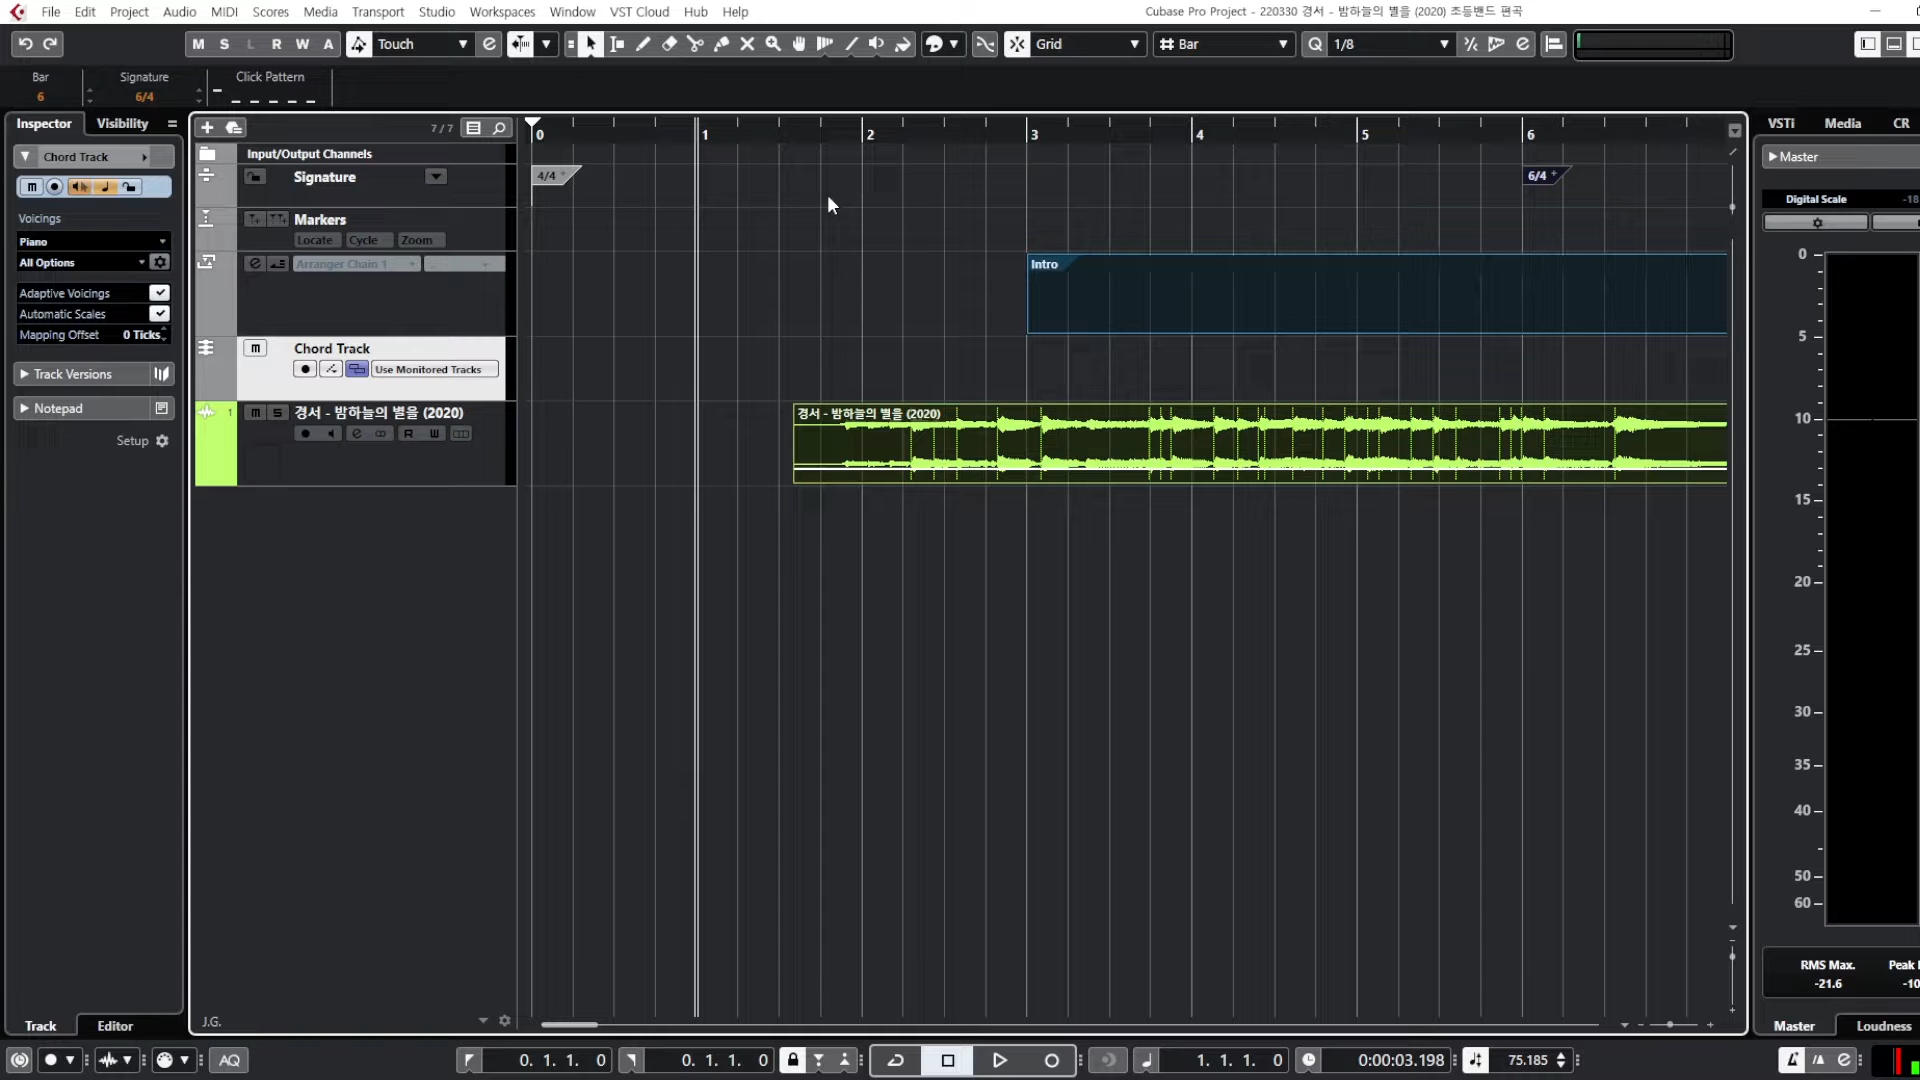 File Edit Project Audio MIDI Scores Media Transport Studio Workspaces Window VST Cloud Hub Help
Cubase Pro Project - 220330 경서 - 밤하늘의 별을 (2020) 초등밴드 편곡
M S L R W A Touch Grid Bar Q 1/8
Bar Signature Click Pattern
6 6/4
Inspector Visibility
7 / 7
0 1 2 3 4 5 6
VSTi Media CR
Chord Track
Input/Output Channels
Master
Signature
4/4
6/4
m
Voicings
Digital Scale -18
Markers
Locate Cycle Zoom
Piano
All Options
Arranger Chain 1
Intro
Adaptive Voicings
Automatic Scales
Mapping Offset 0 Ticks
m Chord Track
Use Monitored Tracks
Track Versions
Notepad
Setup
1 m S 경서 - 밤하늘의 별을 (2020)
R W
경서 - 밤하늘의 별을 (2020)
0
5
10
15
20
25
30
35
40
50
60
RMS Max. Peak
-21.6 -10
J.G.
Track Editor
Master Loudness
AQ
0. 1. 1. 0
0. 1. 1. 0
1. 1. 1. 0
0:00:03.198
75.185